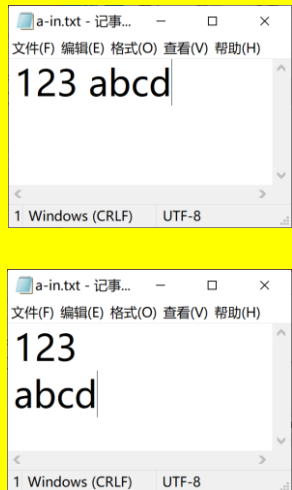 a-in.txt - 记事...
文件(F) 编辑(E) 格式(O) 查看(V) 帮助(H)
123 abcd
1 Windows (CRLF) UTF-8
a-in.txt - 记事...
文件(F) 编辑(E) 格式(O) 查看(V) 帮助(H)
123
abcd
1 Windows (CRLF) UTF-8